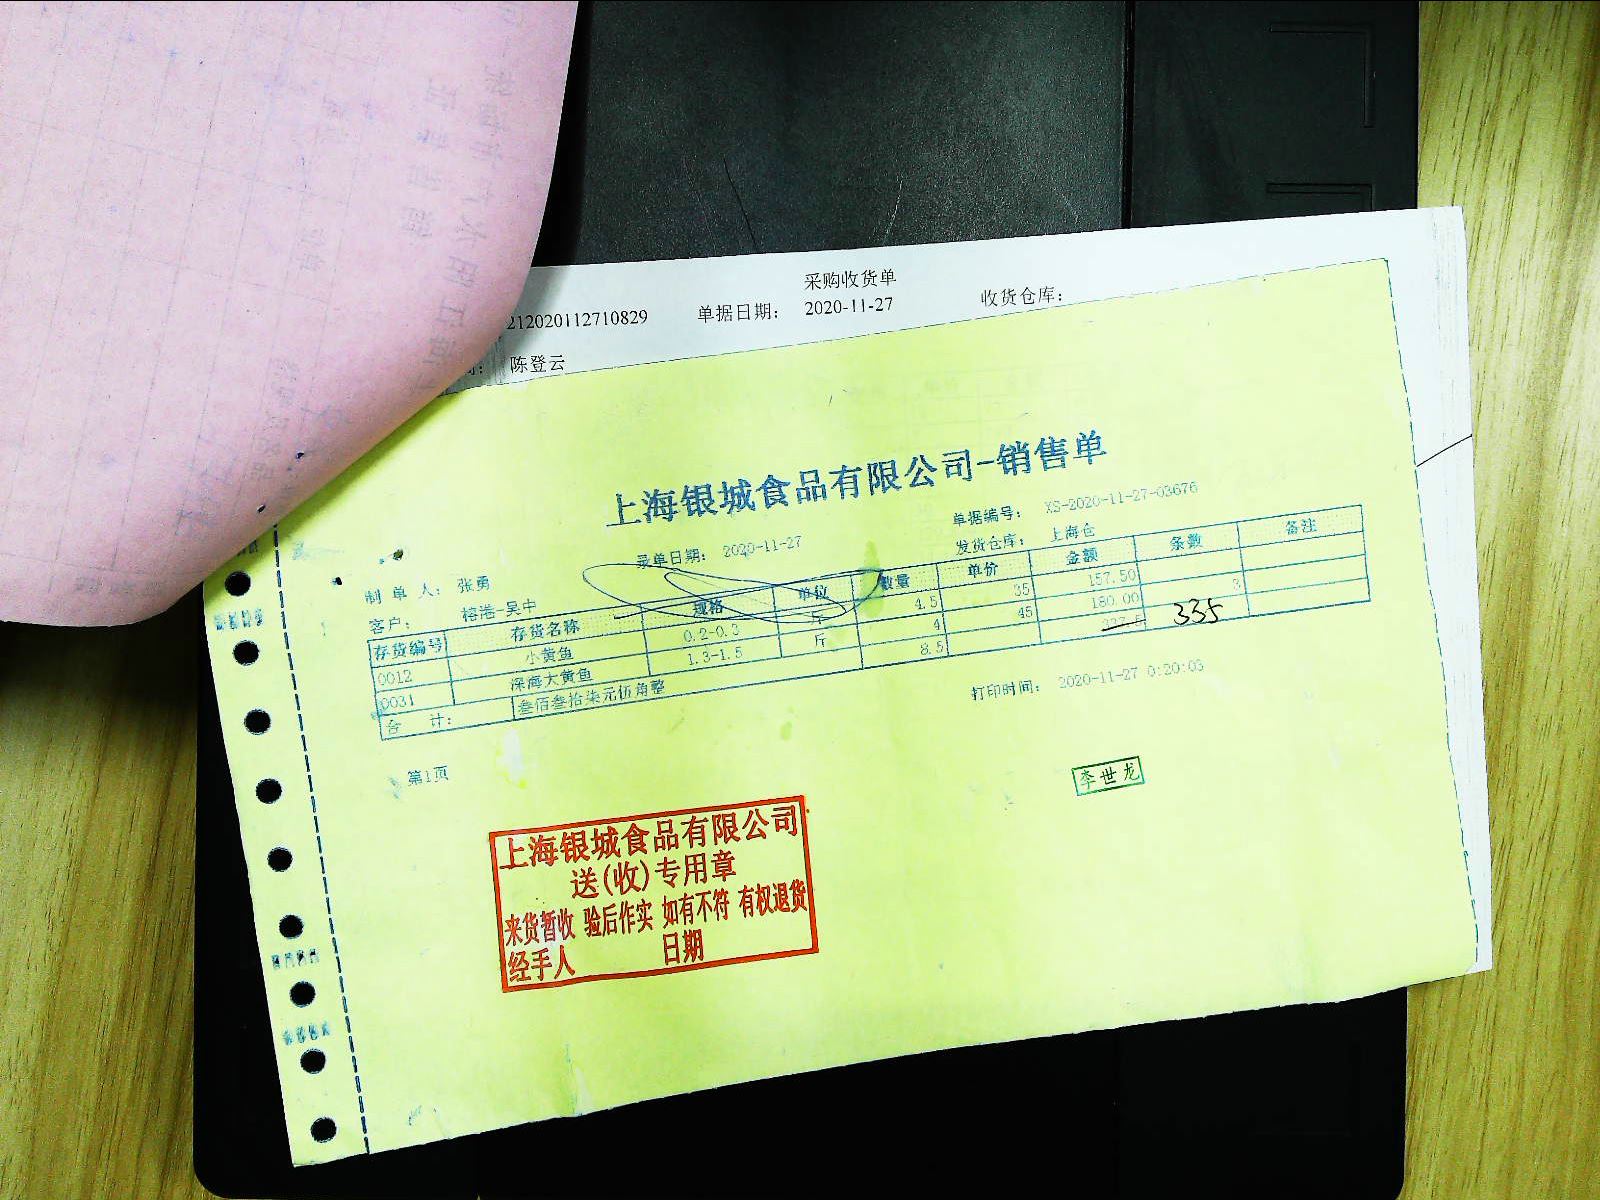 采购收货单
212020112710829 单据日期： 2020-11-27 收货仓库：
陈登云
上海银城食品有限公司-销售单
单据编号： XS-2020-11-27-03676
录单日期： 2020-11-27 发货仓库： 上海仓
制 单 人： 张勇
客户： 榕港-吴中
存货编号 存货名称 规格 单位 数量 单价 金额 条数 备注
0012 小黄鱼 0.2-0.3 斤 4.5 35 157.50
0031 深海大黄鱼 1.3-1.5 斤 4 45 180.00 3
合 计： 叁佰叁拾柒元伍角整 8.5 337.5 335
打印时间： 2020-11-27 0:20:03
第1页
李世龙
上海银城食品有限公司
送(收)专用章
来货暂收 验后作实 如有不符 有权退货
经手人 日期